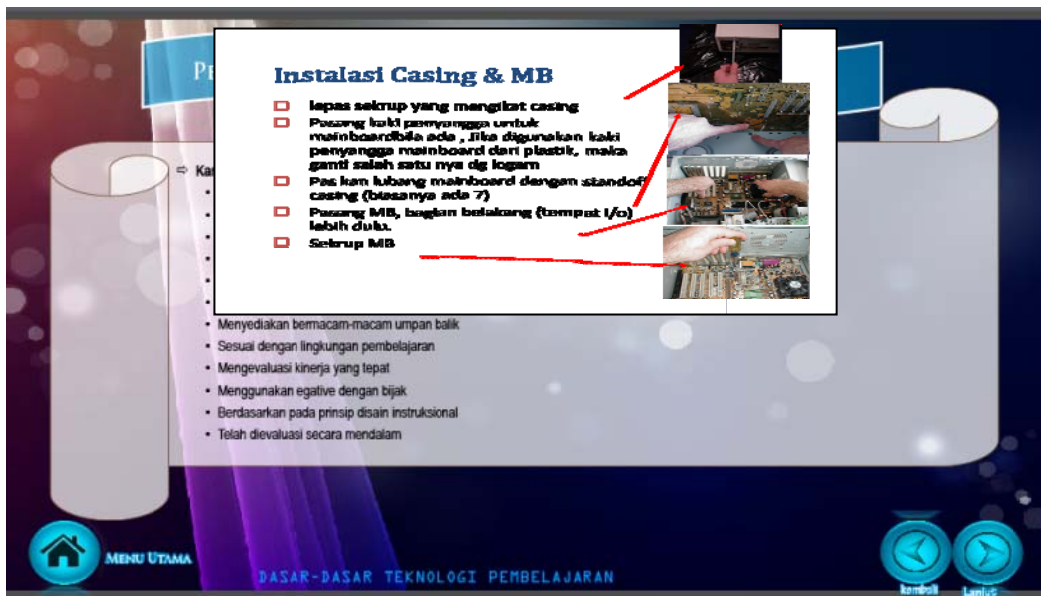 Instalasi Casing & MB
lepas sekrup yang mengikat casing
Pasang kaki penyangga untuk
mainboardbila ada , Jika digunakan kaki
penyangga mainboard dari plastik, maka
ganti salah satu nya dg logam
Pas kan lubang mainboard dengan standoff
casing (biasanya ada 7)
Pasang MB, bagian belakang (tempat I/o)
lebih dulu.
Sekrup MB
• Menyediakan bermacam-macam umpan balik
• Sesuai dengan lingkungan pembelajaran
• Mengevaluasi kinerja yang tepat
• Menggunakan egative dengan bijak
• Berdasarkan pada prinsip disain instruksional
• Telah dievaluasi secara mendalam
MENU UTAMA
DASAR-DASAR TEKNOLOGI PEMBELAJARAN
kembali
Lanjut